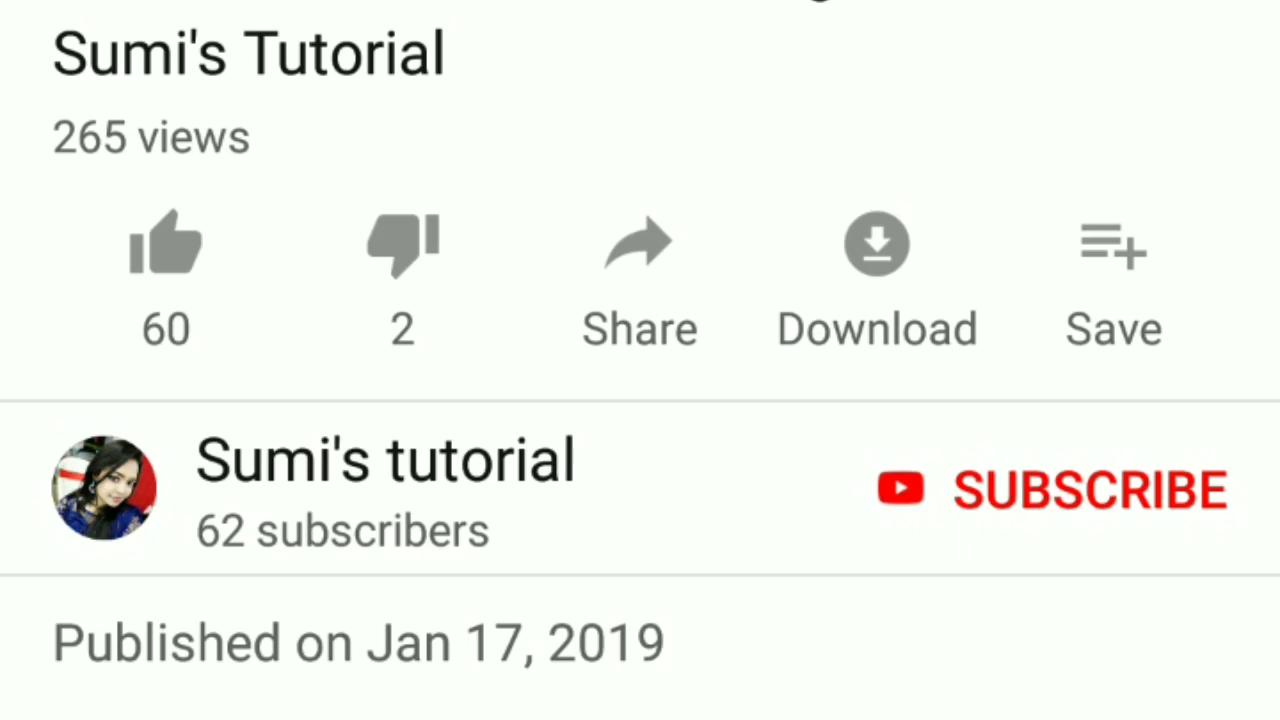 Sumi's Tutorial
265 views
60 2 Share Download Save
Sumi's tutorial
62 subscribers
SUBSCRIBE
Published on Jan 17, 2019